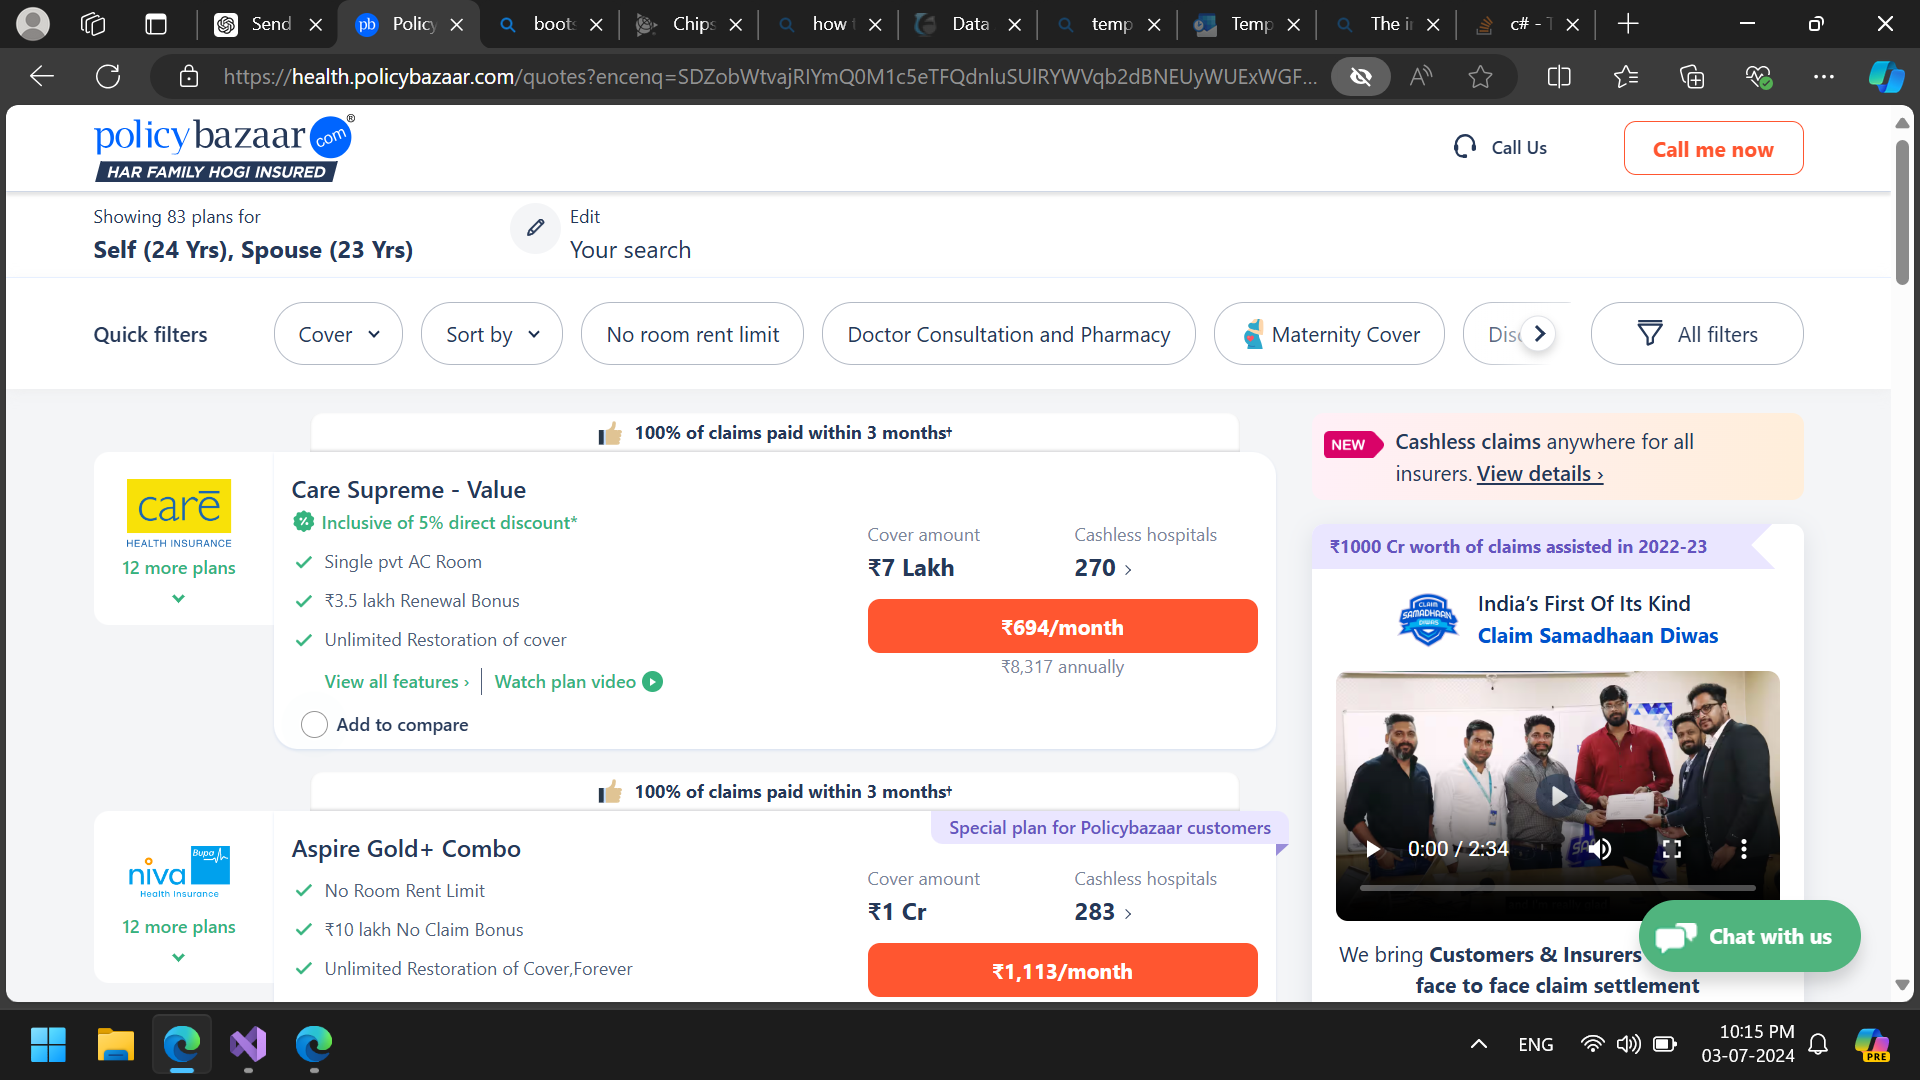 Send
pb
Policy
boots
Chips
how t
Data
temp
Temp
The i
c# - T
https://health.policybazaar.com/quotes?encenq=SDZobWtvajRIYmQ0M1c5eTFQdnluSUlRYWVqb2dBNEUyWUExWGF...
policybazaar com ®
HAR FAMILY HOGI INSURED
Call Us
Call me now
Showing 83 plans for
Self (24 Yrs), Spouse (23 Yrs)
Edit
Your search
Quick filters
Cover
Sort by
No room rent limit
Doctor Consultation and Pharmacy
Maternity Cover
Disc
All filters
100% of claims paid within 3 months†
care
HEALTH INSURANCE
12 more plans
Care Supreme - Value
Inclusive of 5% direct discount*
Single pvt AC Room
₹3.5 lakh Renewal Bonus
Unlimited Restoration of cover
View all features ›
Watch plan video
Add to compare
Cover amount
₹7 Lakh
Cashless hospitals
270 ›
₹694/month
₹8,317 annually
100% of claims paid within 3 months†
Special plan for Policybazaar customers
niva Bupa
Health Insurance
12 more plans
Aspire Gold+ Combo
No Room Rent Limit
₹10 lakh No Claim Bonus
Unlimited Restoration of Cover,Forever
Cover amount
₹1 Cr
Cashless hospitals
283 ›
₹1,113/month
NEW
Cashless claims anywhere for all
insurers. View details ›
₹1000 Cr worth of claims assisted in 2022-23
CLAIM
SAMADHAAN
DIWAS
India’s First Of Its Kind
Claim Samadhaan Diwas
0:00 / 2:34
We bring Customers & Insurers
face to face claim settlement
Chat with us
ENG
10:15 PM
03-07-2024
PRE